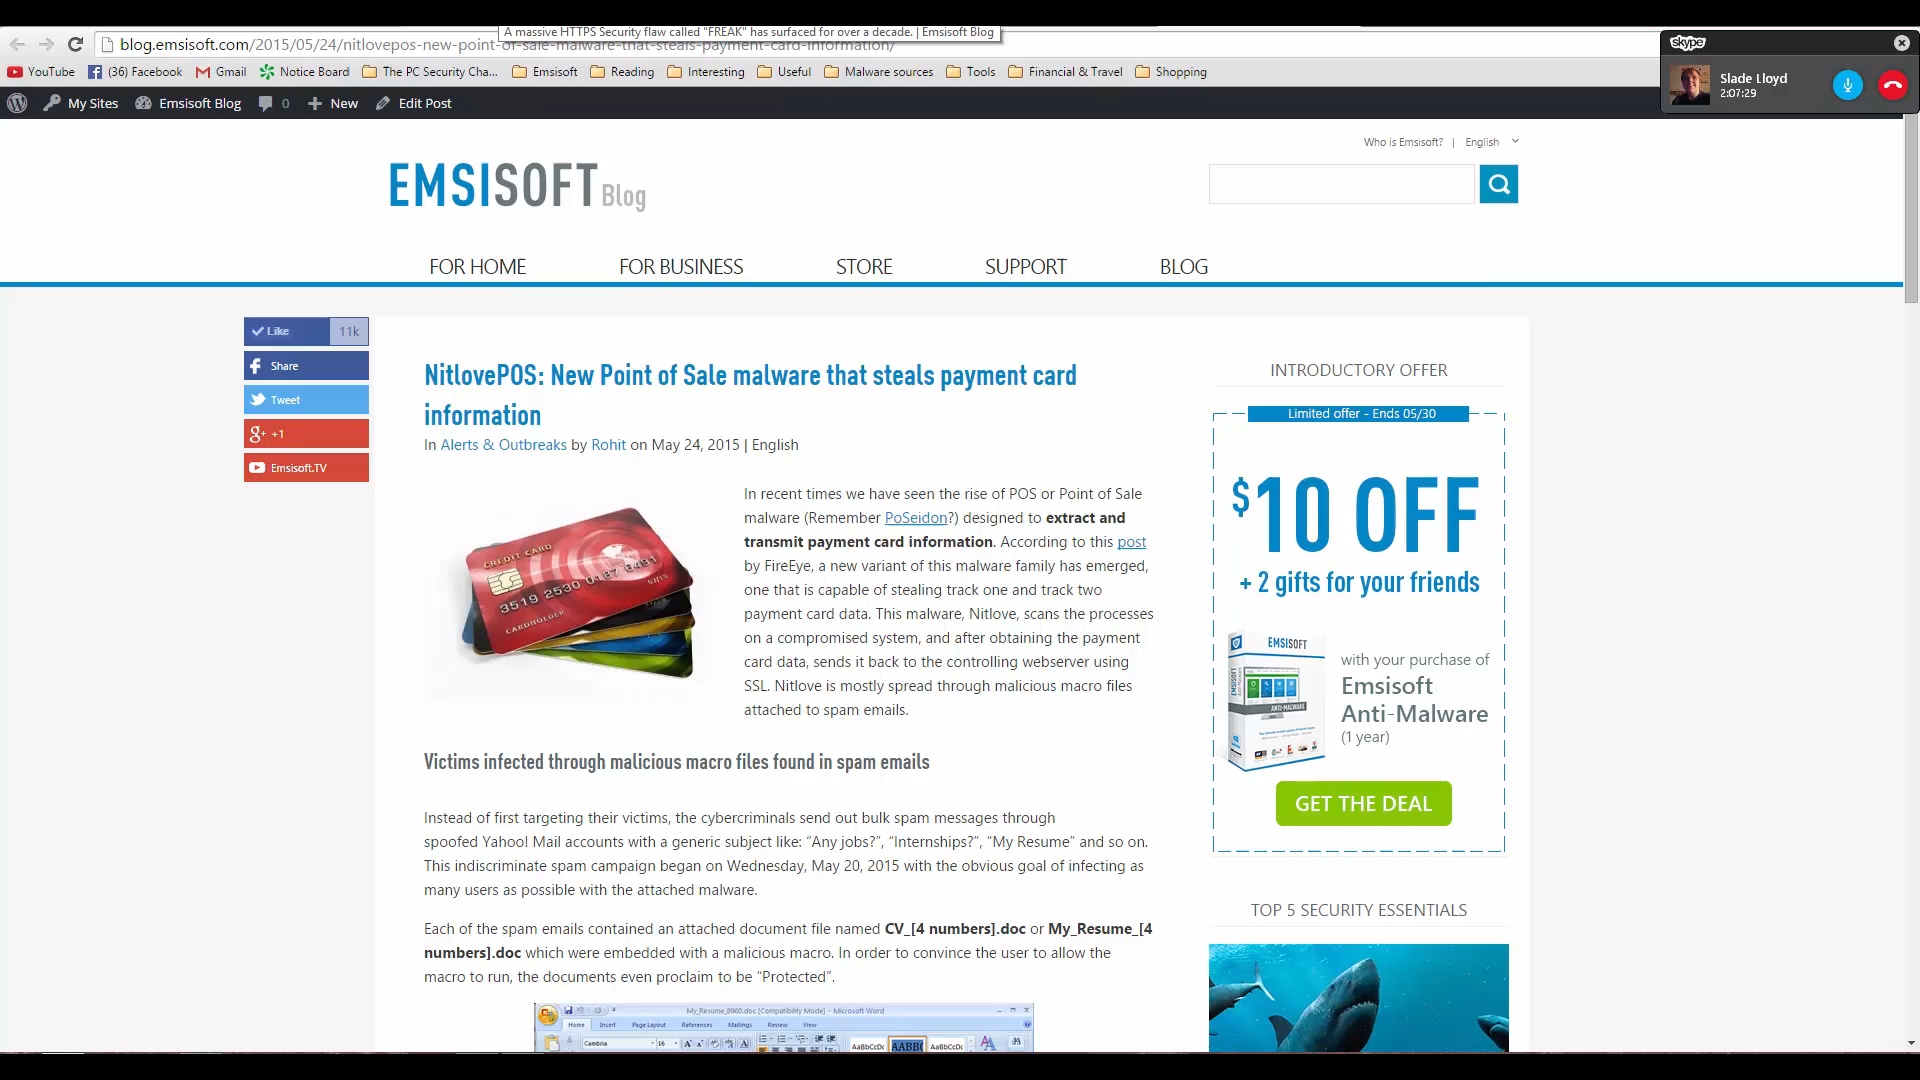 A massive HTTPS Security flaw called "FREAK" has surfaced for over a decade. | Emsisoft Blog
blog.emsisoft.com/2015/05/24/nitlovepos-new-point-of-sale-malware-that-steals-payment-card-information/
skype
Slade Lloyd
2:07:29
YouTube
(36) Facebook
Gmail
Notice Board
The PC Security Cha...
Emsisoft
Reading
Interesting
Useful
Malware sources
Tools
Financial & Travel
Shopping
My Sites
Emsisoft Blog
0
New
Edit Post
Who is Emsisoft? | English
EMSISOFT Blog
FOR HOME
FOR BUSINESS
STORE
SUPPORT
BLOG
Like 11k
Share
Tweet
+1
Emsisoft.TV
NitlovePOS: New Point of Sale malware that steals payment card
information
In Alerts & Outbreaks by Rohit on May 24, 2015 | English
CREDIT CARD
3519 2530 0187 8491
CARDHOLDER
In recent times we have seen the rise of POS or Point of Sale
malware (Remember PoSeidon?) designed to extract and
transmit payment card information. According to this post
by FireEye, a new variant of this malware family has emerged,
one that is capable of stealing track one and track two
payment card data. This malware, Nitlove, scans the processes
on a compromised system, and after obtaining the payment
card data, sends it back to the controlling webserver using
SSL. Nitlove is mostly spread through malicious macro files
attached to spam emails.
Victims infected through malicious macro files found in spam emails
Instead of first targeting their victims, the cybercriminals send out bulk spam messages through
spoofed Yahoo! Mail accounts with a generic subject like: “Any jobs?”, “Internships?”, “My Resume” and so on.
This indiscriminate spam campaign began on Wednesday, May 20, 2015 with the obvious goal of infecting as
many users as possible with the attached malware.
Each of the spam emails contained an attached document file named CV_[4 numbers].doc or My_Resume_[4
numbers].doc which were embedded with a malicious macro. In order to convince the user to allow the
macro to run, the documents even proclaim to be “Protected”.
My_Resume_8960.doc [Compatibility Mode] - Microsoft Word
Home Insert Page Layout References Mailings Review View
Cambria 16
AaBbCcDc AABBC AaBbCcDc
INTRODUCTORY OFFER
Limited offer - Ends 05/30
$10 OFF
+ 2 gifts for your friends
EMSISOFT
ANTI-MALWARE
with your purchase of
Emsisoft
Anti-Malware
(1 year)
GET THE DEAL
TOP 5 SECURITY ESSENTIALS